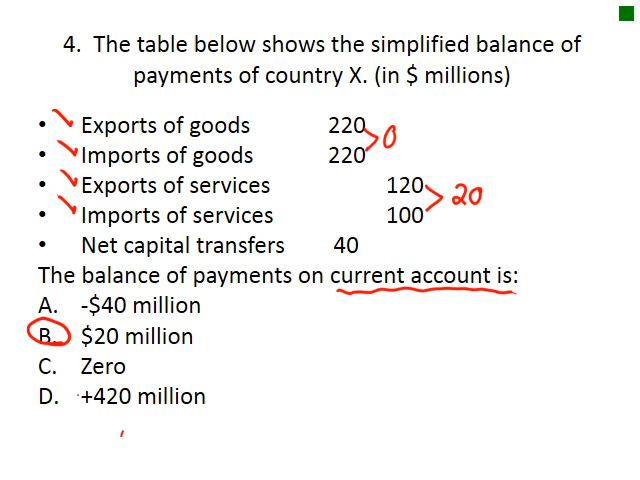 4. The table below shows the simplified balance of
payments of country X. (in $ millions)
• Exports of goods 220
• Imports of goods 220 > 0
• Exports of services 120
• Imports of services 100 > 20
• Net capital transfers 40
The balance of payments on current account is:
A. -$40 million
B. $20 million
C. Zero
D. +420 million